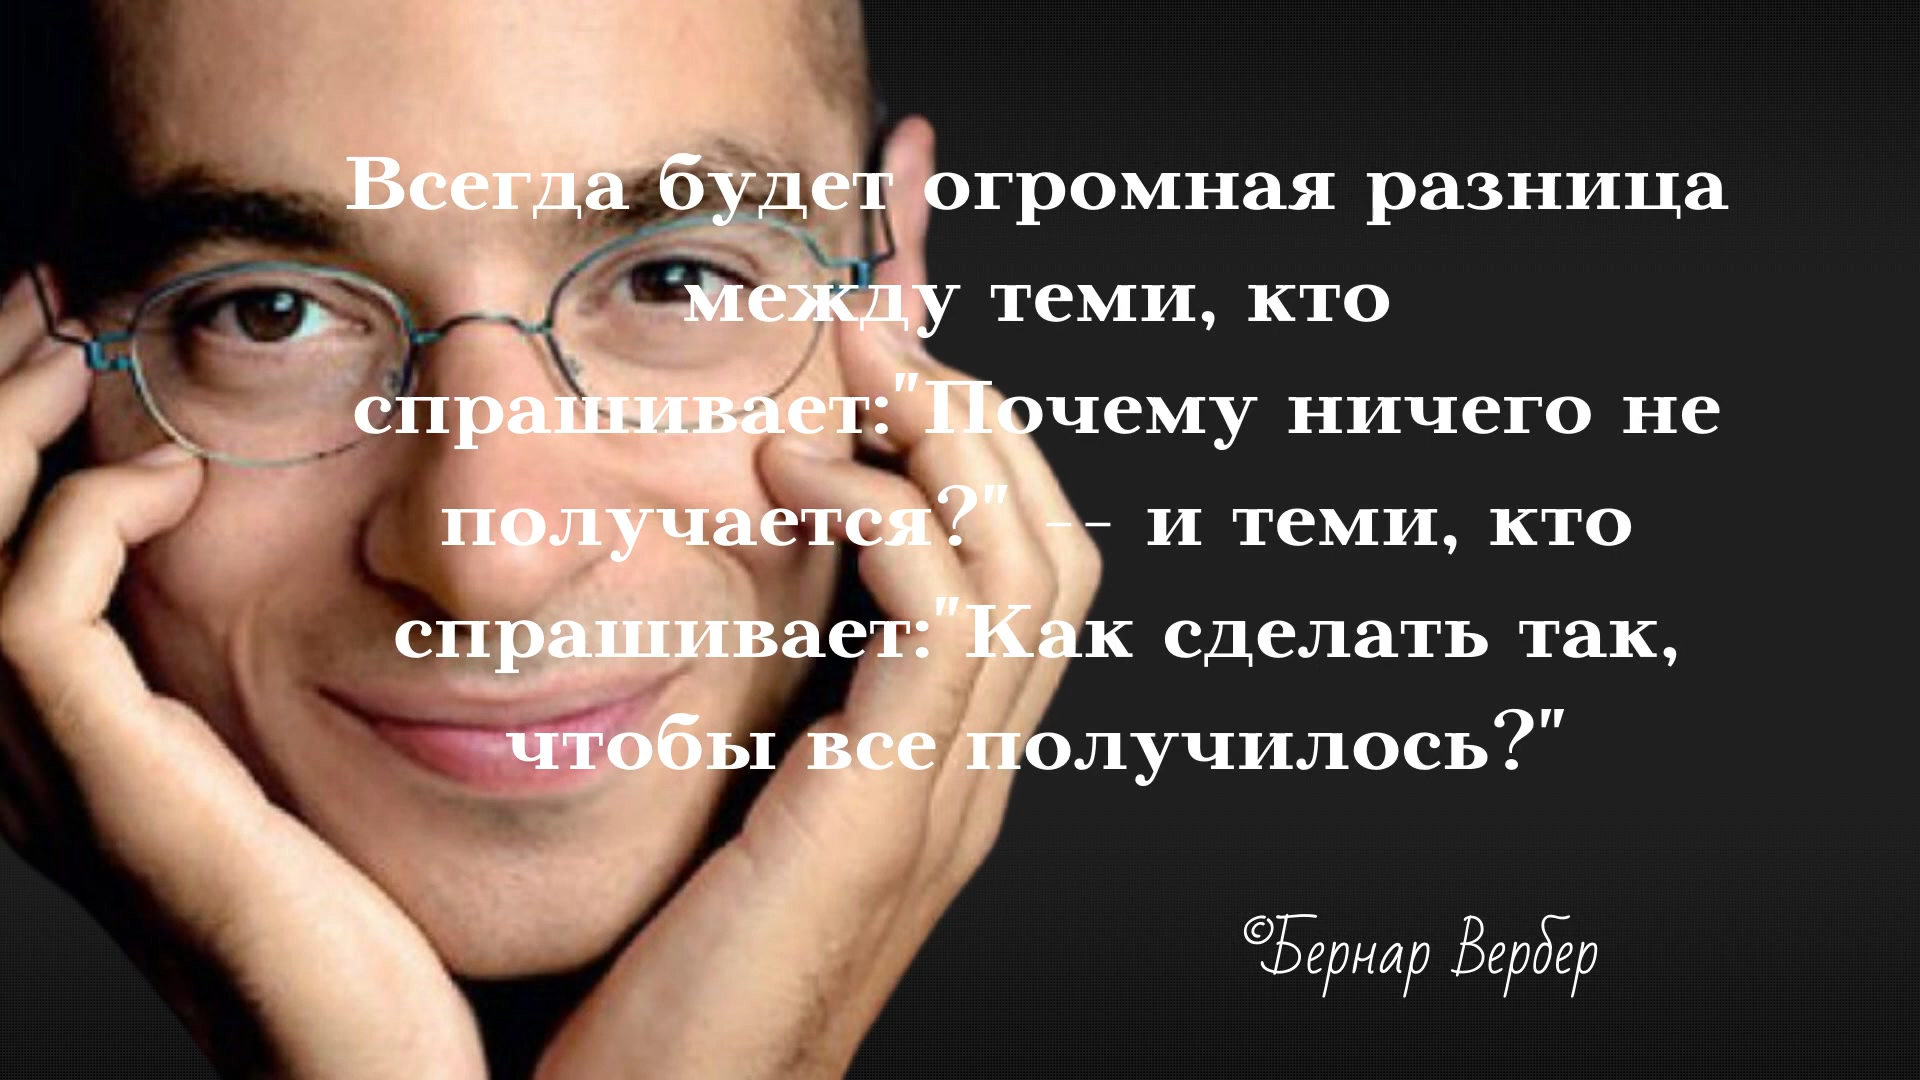 Всегда будет огромная разница
между теми, кто
спрашивает:"Почему ничего не
получается?" -- и теми, кто
спрашивает:"Как сделать так,
чтобы все получилось?"
©Бернар Вербер